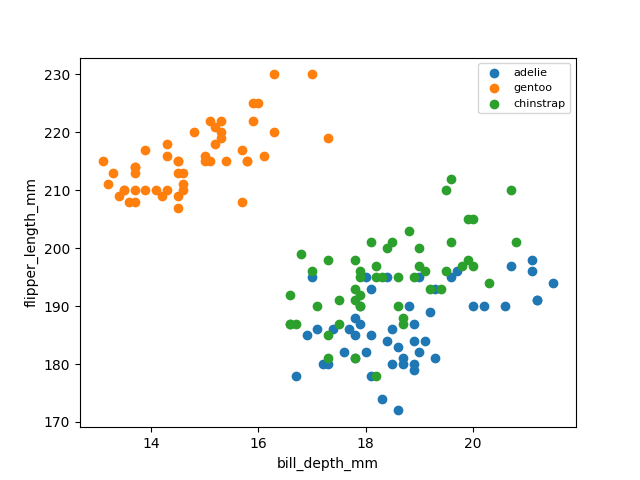 adelie
gentoo
chinstrap
230
220
210
200
190
180
170
flipper_length_mm
14 16 18 20
bill_depth_mm